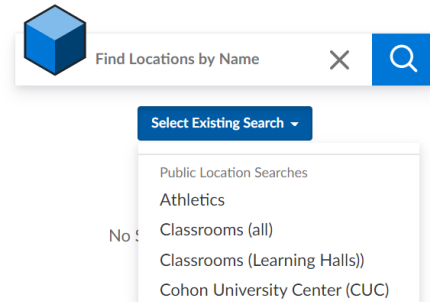 Find Locations by Name
Select Existing Search
Public Location Searches
Athletics
Classrooms (all)
No
Classrooms (Learning Halls))
Cohon University Center (CUC)